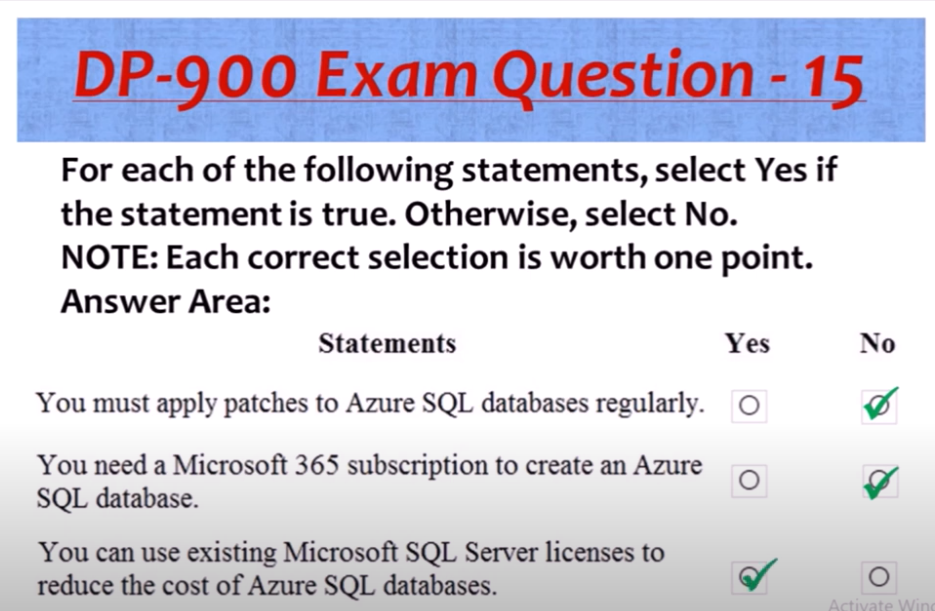 DP-900 Exam Question - 15
For each of the following statements, select Yes if
the statement is true. Otherwise, select No.
NOTE: Each correct selection is worth one point.
Answer Area:
Statements Yes No
You must apply patches to Azure SQL databases regularly.
You need a Microsoft 365 subscription to create an Azure
SQL database.
You can use existing Microsoft SQL Server licenses to
reduce the cost of Azure SQL databases.
Activate Wind